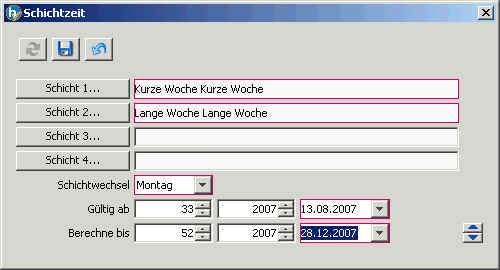 Schichtzeit
Schicht 1... Kurze Woche Kurze Woche
Schicht 2... Lange Woche Lange Woche
Schicht 3...
Schicht 4...
Schichtwechsel Montag
Gültig ab 33 2007 13.08.2007
Berechne bis 52 2007 28.12.2007